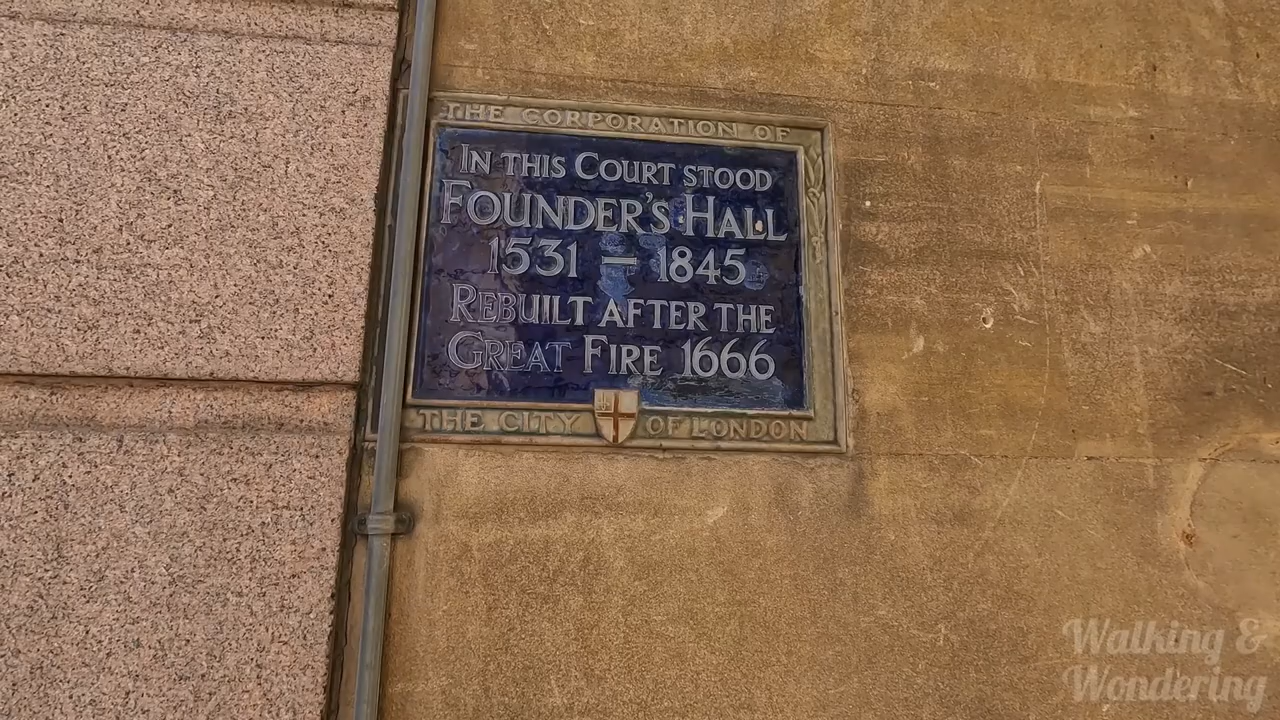 THE CORPORATION OF
IN THIS COURT STOOD
FOUNDER'S HALL
1531 — 1845
REBUILT AFTER THE
GREAT FIRE 1666
THE CITY OF LONDON
Walking &
Wondering